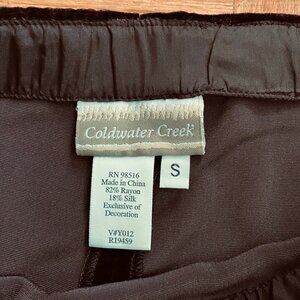 Coldwater Creek®
S
RN 98516
Made in China
82% Rayon
18% Silk
Exclusive of
Decoration
V#Y012
R19459